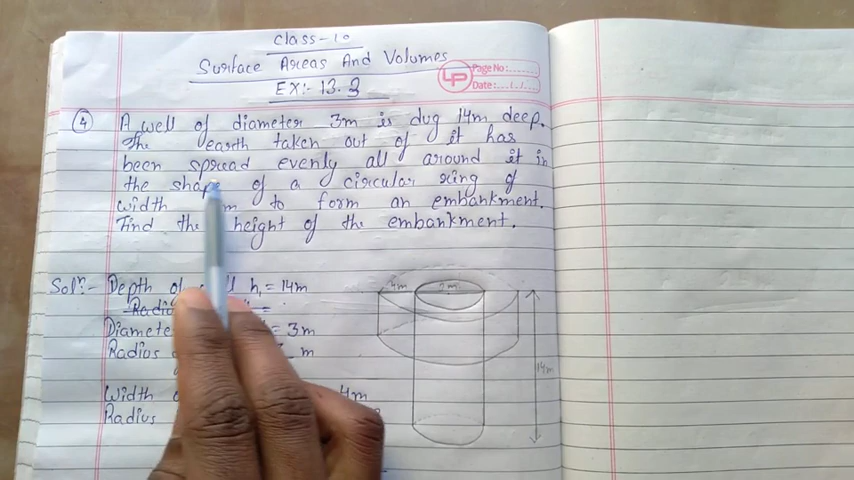 Class-10
Surface Areas And Volumes
EX:- 13.3
LP
Page No:.......
Date:..../..../....
4 A well of diameter 3m is dug 14m deep.
The earth taken out of it has
been spread evenly all around it in
the shape of a circular ring of
width m to form an embankment.
Find the height of the embankment.
Solⁿ:- Depth of h₁ = 14m
Diameter = 3m
Radius m
Width 4m
Radius
4m
3m
14m